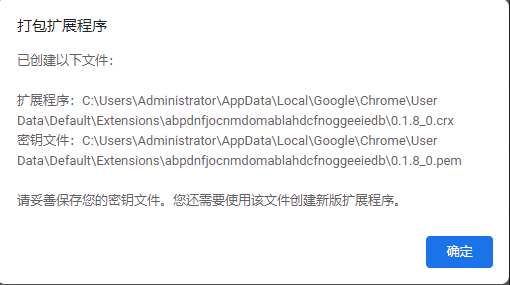 打包扩展程序
已创建以下文件：
扩展程序：C:\Users\Administrator\AppData\Local\Google\Chrome\User
Data\Default\Extensions\abpdnfjocnmdomablahdcfnoggeeiedb\0.1.8_0.crx
密钥文件：C:\Users\Administrator\AppData\Local\Google\Chrome\User
Data\Default\Extensions\abpdnfjocnmdomablahdcfnoggeeiedb\0.1.8_0.pem
请妥善保存您的密钥文件。您还需要使用该文件创建新版扩展程序。
确定